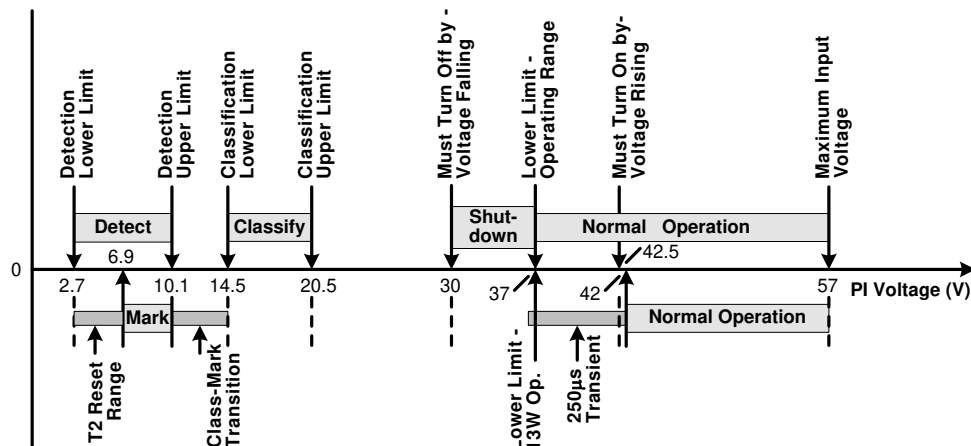 Detection
Lower Limit
Detection
Upper Limit
Classification
Lower Limit
Classification
Upper Limit
Must Turn Off by -
Voltage Falling
Lower Limit -
Operating Range
Must Turn On by-
Voltage Rising
Maximum Input
Voltage
Detect
Classify
Shut-
down
Normal Operation
6.9
42.5
0
2.7
10.1
14.5
20.5
30
37
42
57
PI Voltage (V)
Mark
Normal Operation
T2 Reset
Range
Class-Mark
Transition
Lower Limit -
13W Op.
250μs
Transient